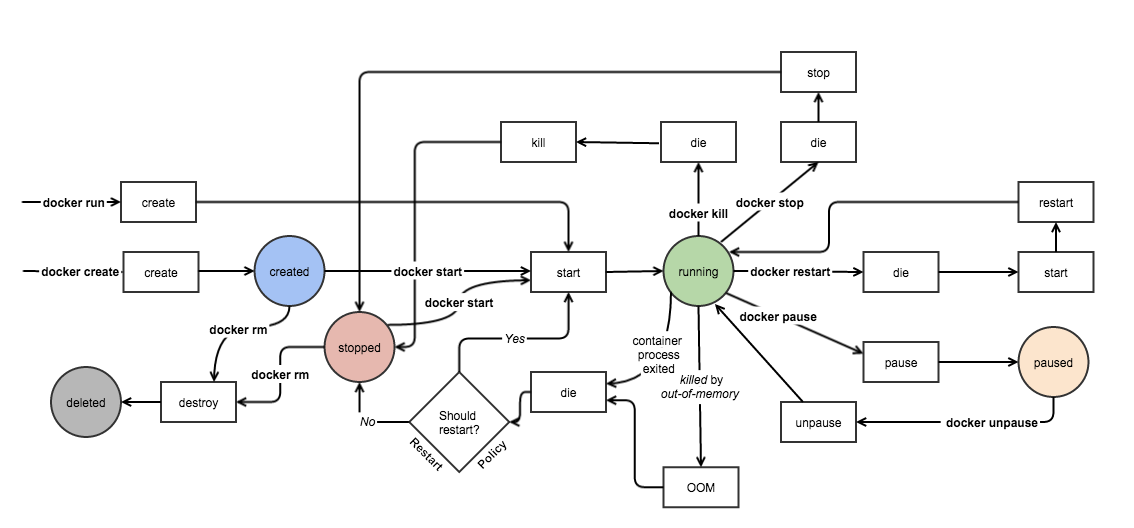 stop
kill
die
die
docker run
create
docker kill
docker stop
restart
docker create
create
created
docker start
start
running
docker restart
die
start
docker start
docker pause
docker rm
stopped
Yes
container
process
exited
pause
paused
docker rm
killed by
out-of-memory
deleted
destroy
die
No
Should
restart?
unpause
docker unpause
Restart
Policy
OOM